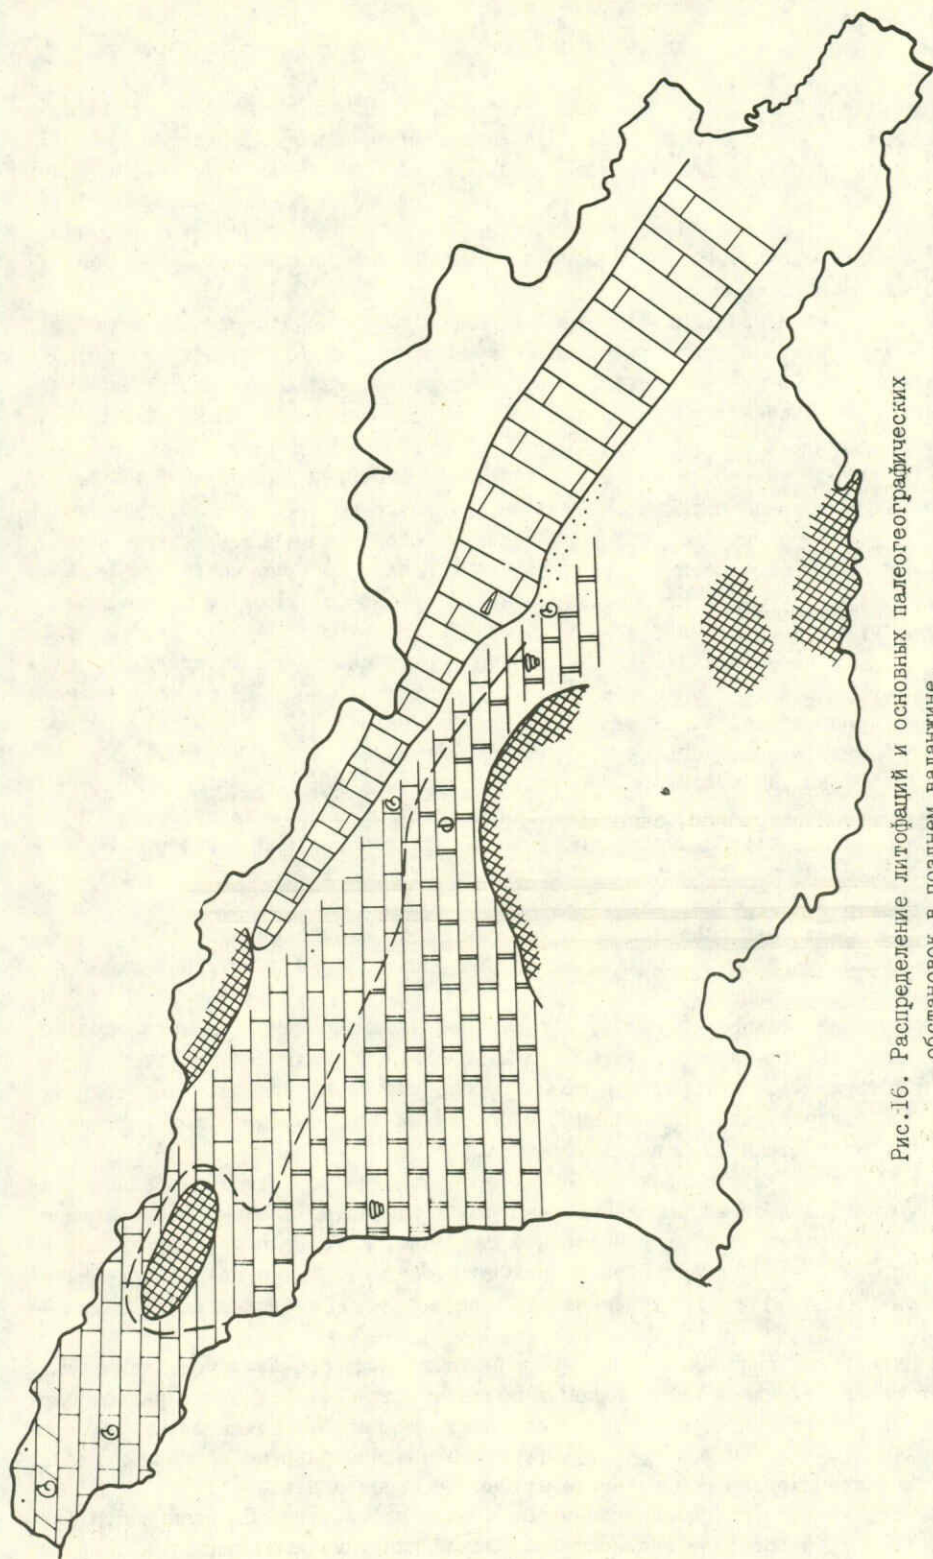 Рис.16. Распределение литофаций и основных палеогеографических
обстановок в позднем валанжине